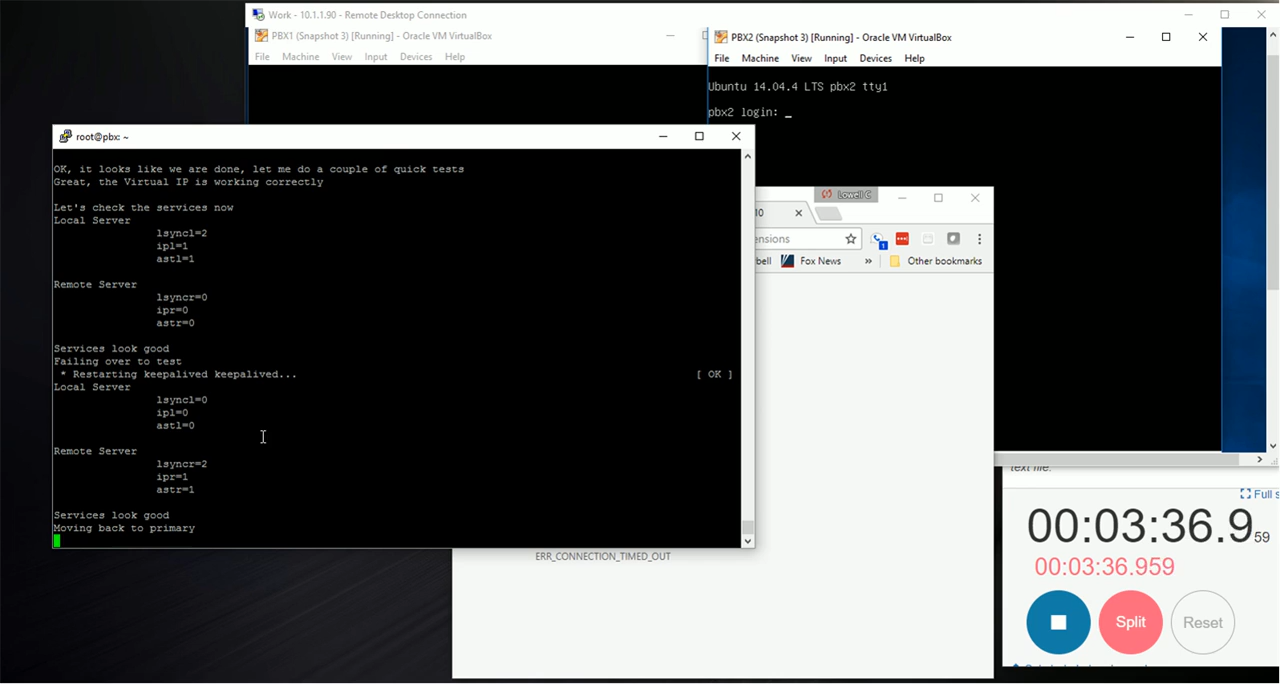 Work - 10.1.1.90 - Remote Desktop Connection
PBX1 (Snapshot 3) [Running] - Oracle VM VirtualBox
File Machine View Input Devices Help
PBX2 (Snapshot 3) [Running] - Oracle VM VirtualBox
File Machine View Input Devices Help
Ubuntu 14.04.4 LTS pbx2 tty1
pbx2 login: _
root@pbx: ~
OK, it looks like we are done, let me do a couple of quick tests
Great, the Virtual IP is working correctly
Let's check the services now
Local Server
lsyncl=2
ipl=1
astl=1
Remote Server
lsyncr=0
ipr=0
astr=0
Services look good
Failing over to test
* Restarting keepalived keepalived... [ OK ]
Local Server
lsyncl=0
ipl=0
astl=0
Remote Server
lsyncr=2
ipr=1
astr=1
Services look good
Moving back to primary
Lowell C
10
ensions
1
bell Fox News » Other bookmarks
ERR_CONNECTION_TIMED_OUT
text file.
Full s
00:03:36.959
00:03:36.959
Split
Reset